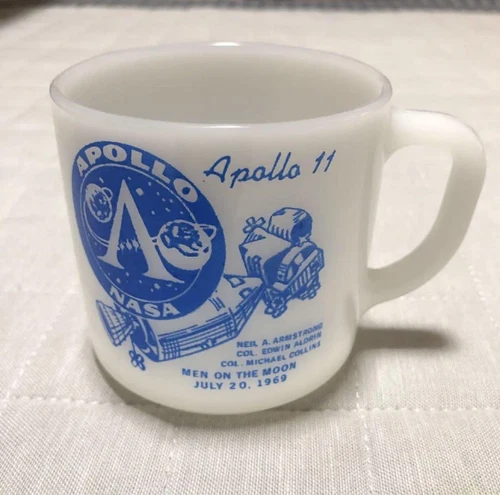 APOLLO
A
NASA
Apollo 11
NEIL A. ARMSTRONG
COL. EDWIN ALDRIN
COL. MICHAEL COLLINS
MEN ON THE MOON
JULY 20, 1969